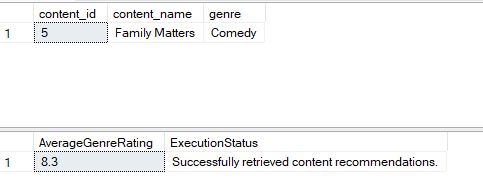 content_id content_name genre
1 5 Family Matters Comedy
AverageGenreRating ExecutionStatus
1 8.3 Successfully retrieved content recommendations.